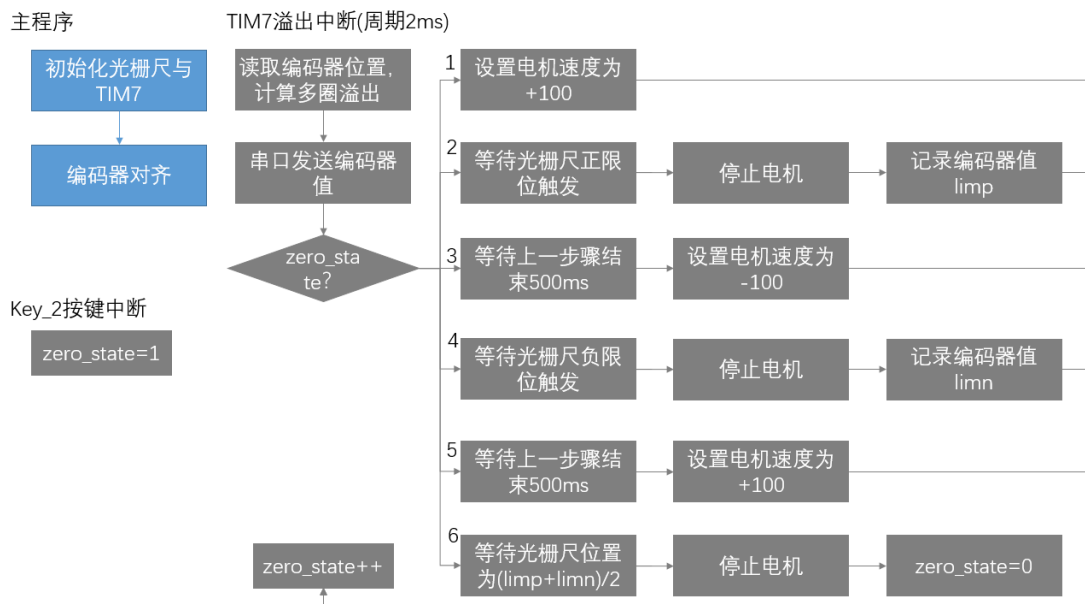 主程序
初始化光栅尺与
TIM7
编码器对齐
Key_2按键中断
zero_state=1
TIM7溢出中断(周期2ms)
读取编码器位置，
计算多圈溢出
串口发送编码器
值
zero_sta
te？
1
设置电机速度为
+100
2
等待光栅尺正限
位触发
停止电机
记录编码器值
limp
3
等待上一步骤结
束500ms
设置电机速度为
-100
4
等待光栅尺负限
位触发
停止电机
记录编码器值
limn
5
等待上一步骤结
束500ms
设置电机速度为
+100
6
等待光栅尺位置
为(limp+limn)/2
停止电机
zero_state=0
zero_state++